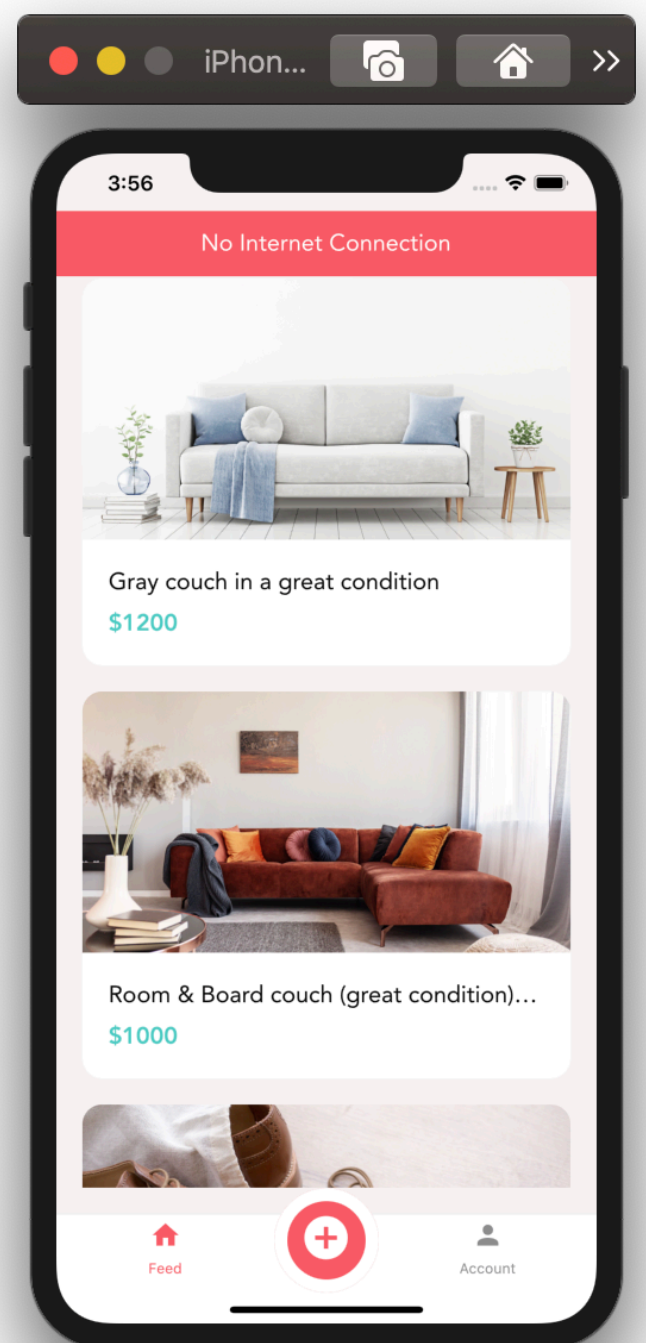 iPhon...
3:56
No Internet Connection
Gray couch in a great condition
$1200
Room & Board couch (great condition)...
$1000
Feed
Account